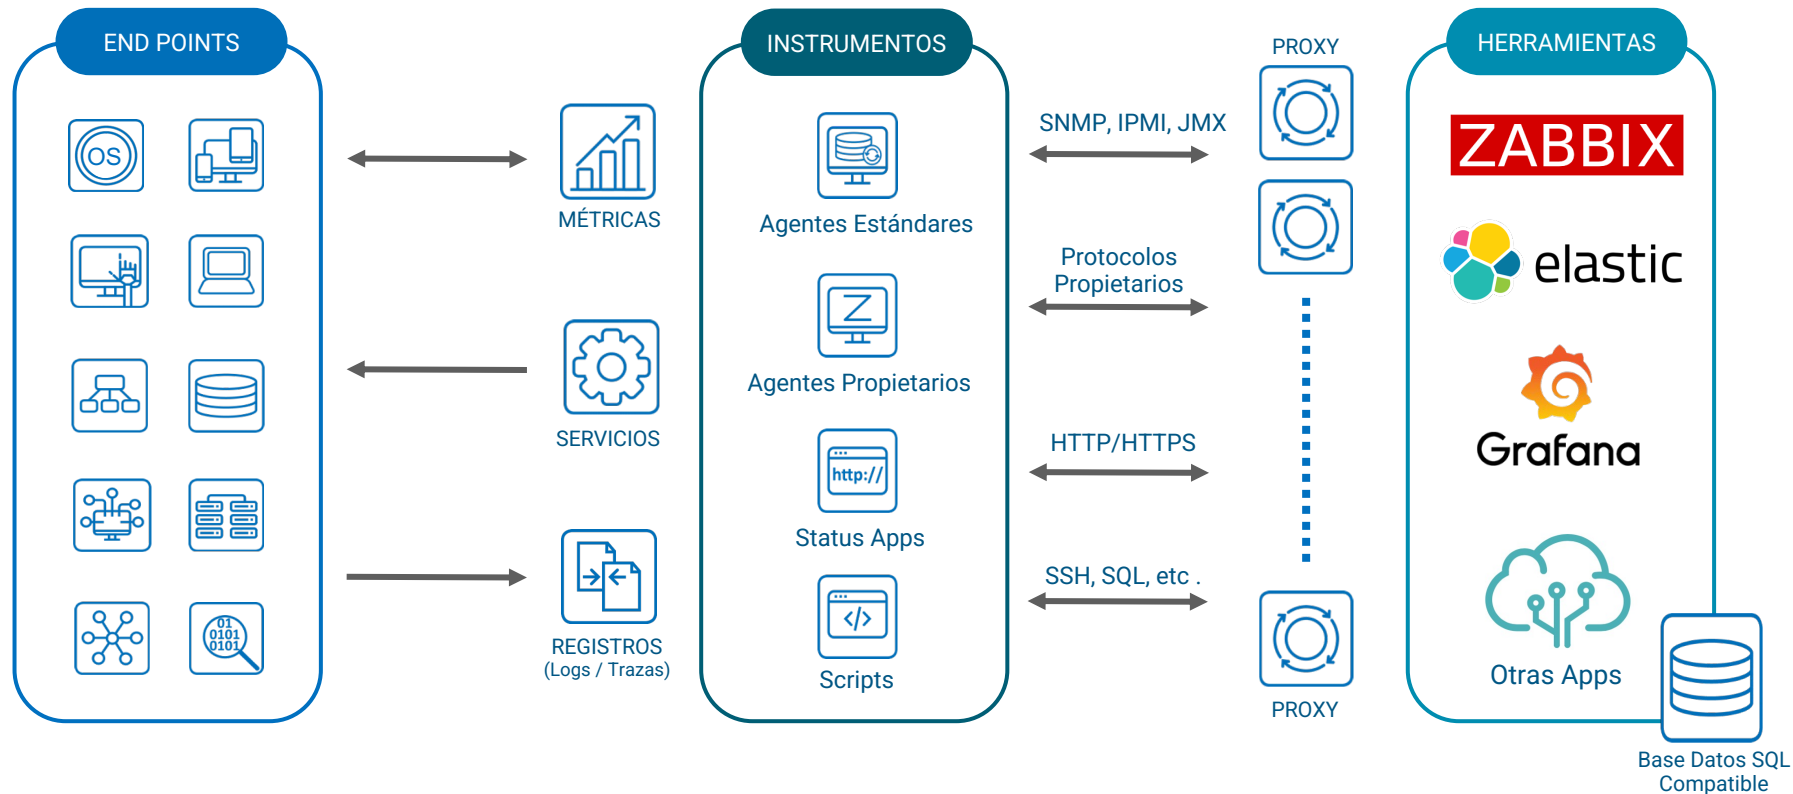 END POINTS
OS
01
0101
0101
MÉTRICAS
SERVICIOS
REGISTROS
(Logs / Trazas)
INSTRUMENTOS
Agentes Estándares
Z
Agentes Propietarios
http://
Status Apps
</>
Scripts
SNMP, IPMI, JMX
Protocolos
Propietarios
HTTP/HTTPS
SSH, SQL, etc .
PROXY
PROXY
HERRAMIENTAS
ZABBIX
elastic
Grafana
Otras Apps
Base Datos SQL
Compatible